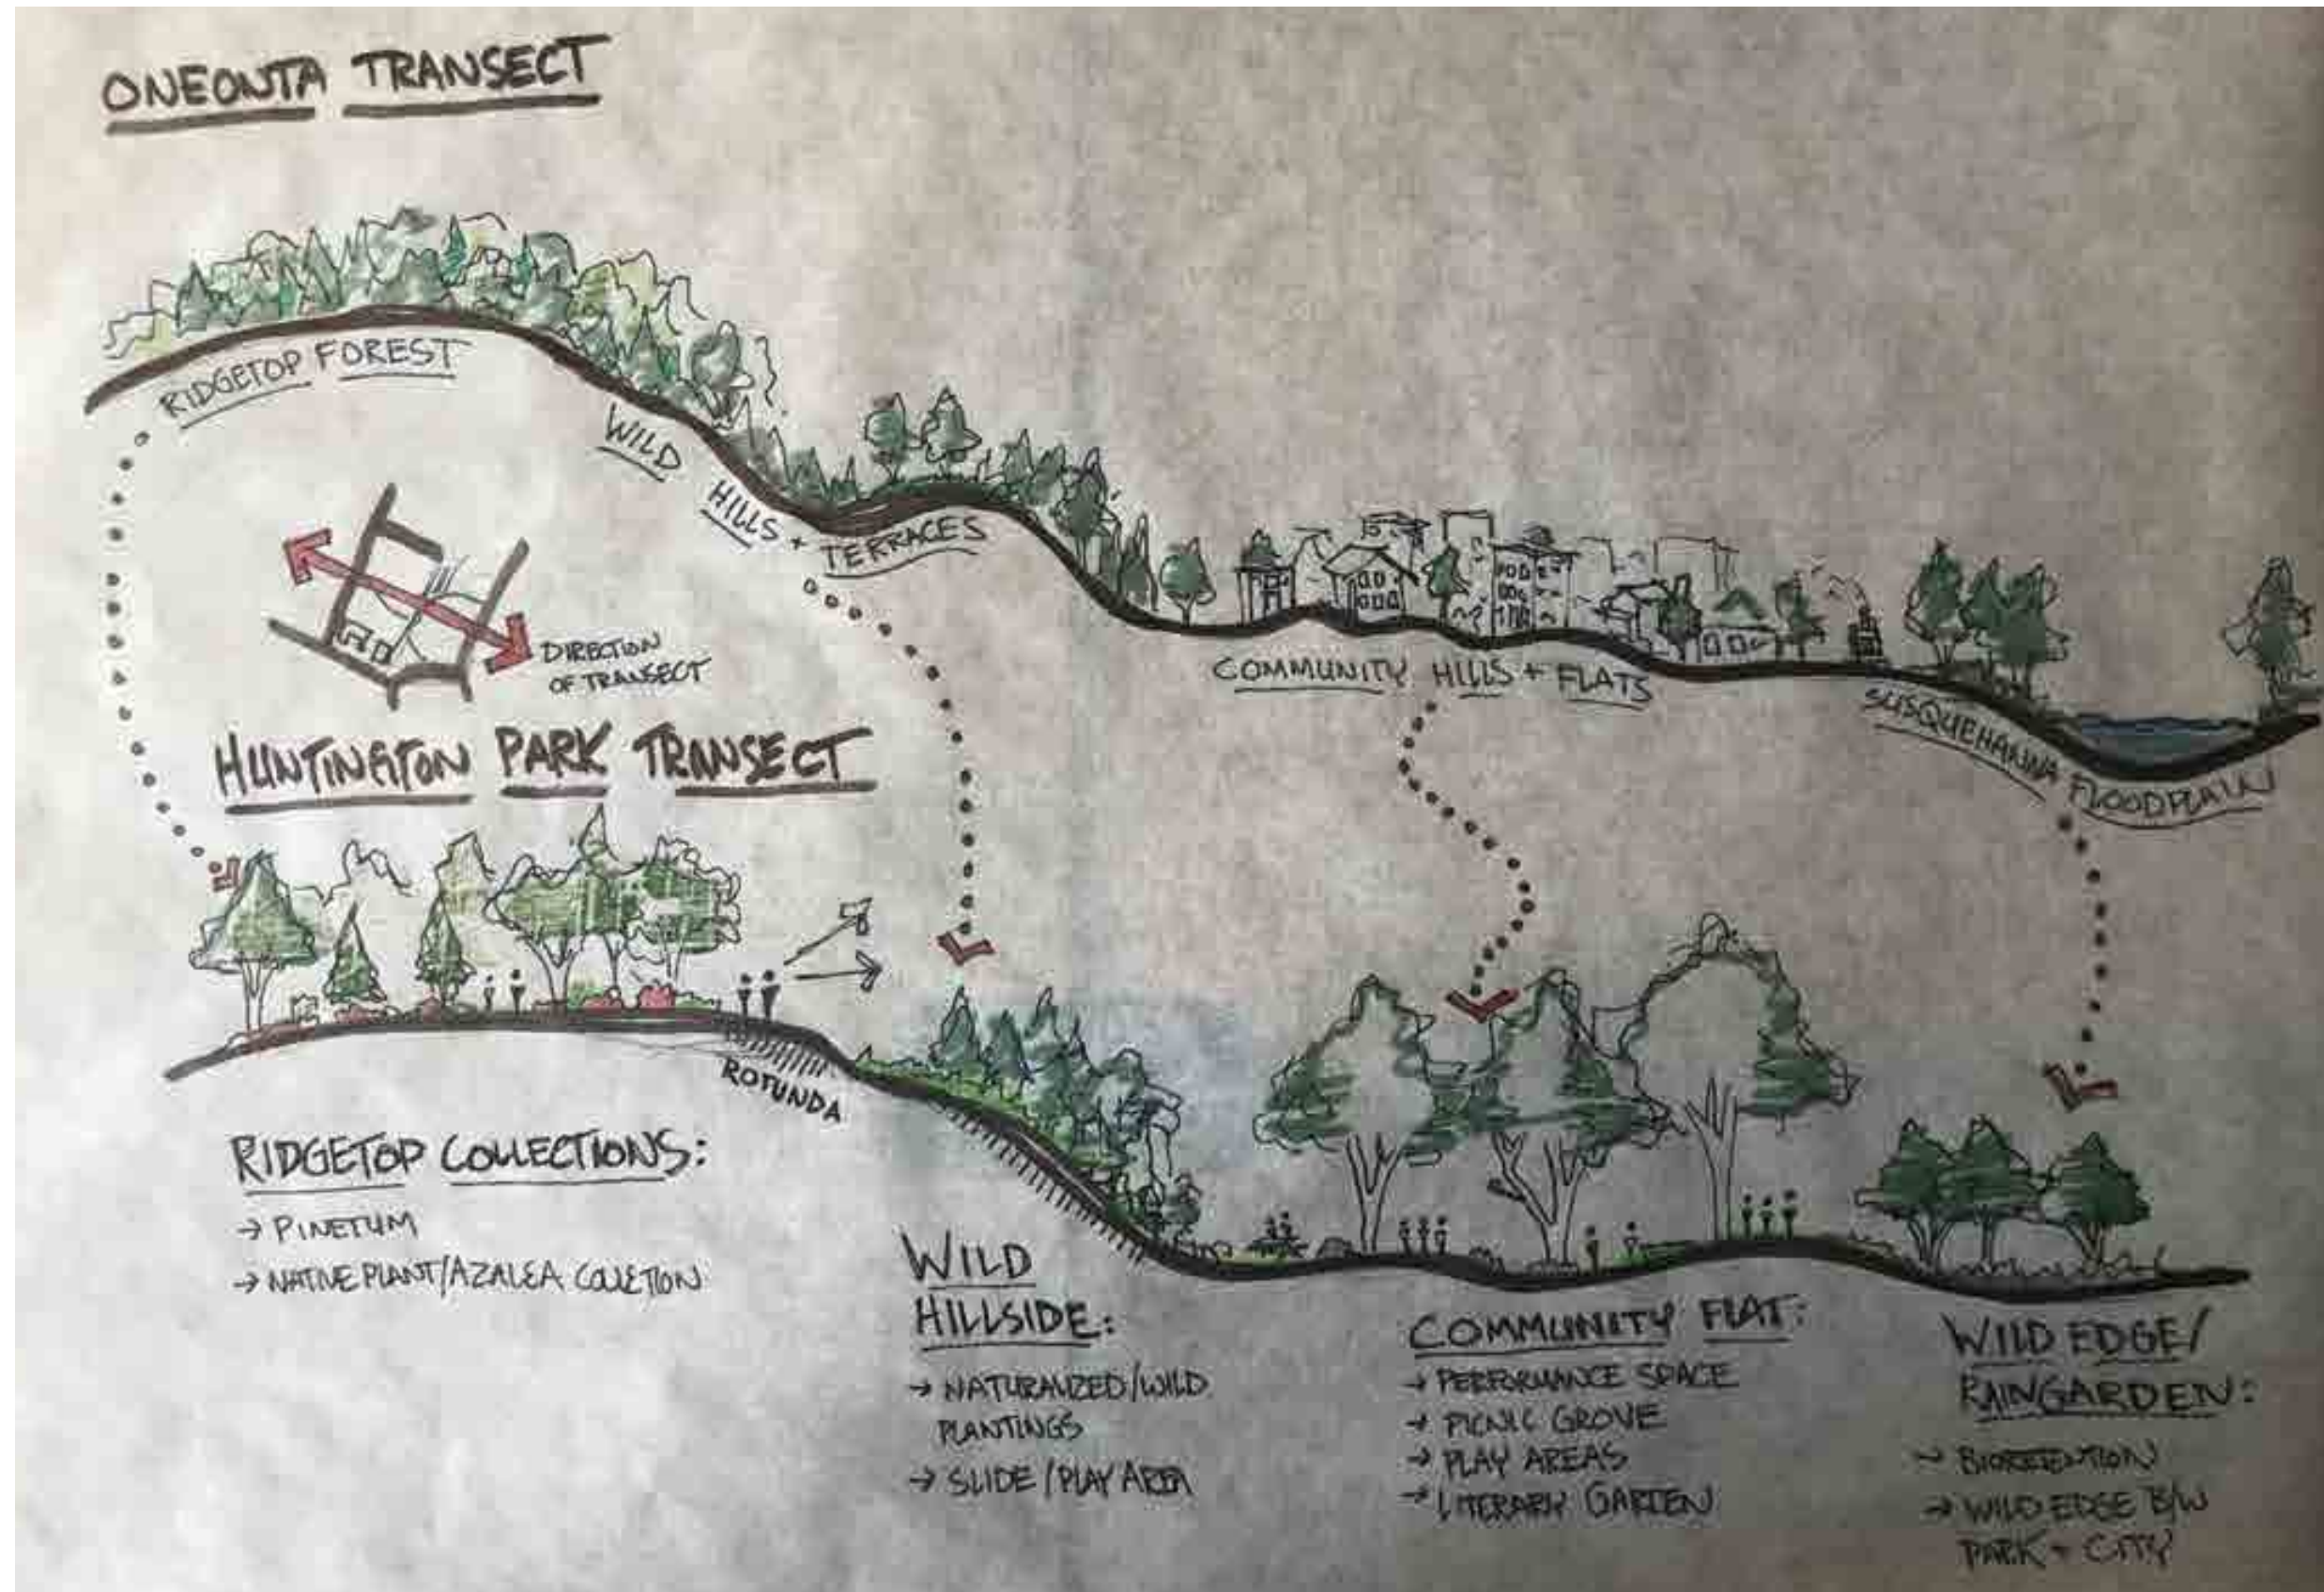 ONEONTA TRANSECT
RIDGETOP FOREST
WILD HILLS + TERRACES
COMMUNITY HILLS + FLATS
SUSQUEHANNA FLOODPLAIN
DIRECTION
OF TRANSECT
HUNTINGTON PARK TRANSECT
ROTUNDA
RIDGETOP COLLECTIONS:
→ PINETUM
→ NATIVE PLANT/AZALEA COLLETION
WILD
HILLSIDE:
→ NATURALIZED/WILD
PLANTINGS
→ SLIDE/PLAY AREA
COMMUNITY FLAT:
→ PERFORMANCE SPACE
→ PICNIC GROVE
→ PLAY AREAS
→ LITERARY GARTEN
WILD EDGE/
RAINGARDEN:
→ BIORETENTION
→ WILD EDGE B/W
PARK + CITY